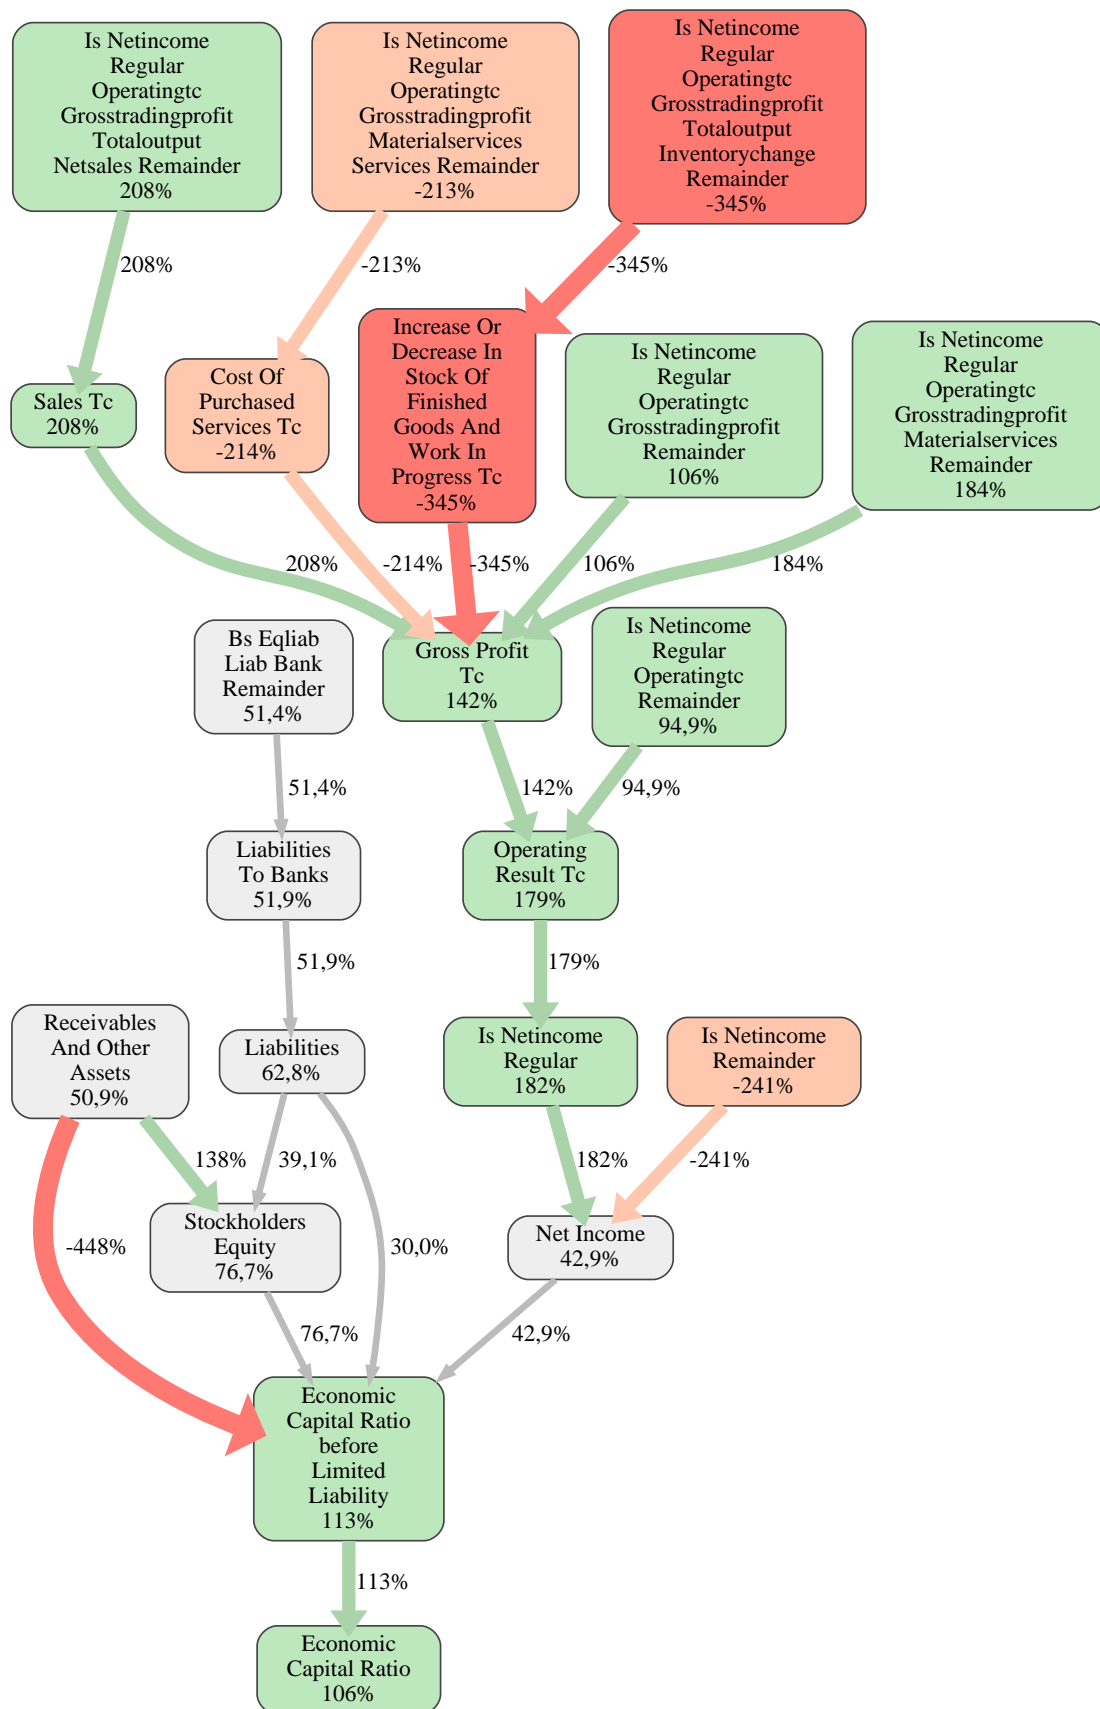 Is Netincome
Regular
Operatingtc
Grosstradingprofit
Totaloutput
Netsales Remainder
208%
Is Netincome
Regular
Operatingtc
Grosstradingprofit
Materialservices
Services Remainder
-213%
Is Netincome
Regular
Operatingtc
Grosstradingprofit
Totaloutput
Inventorychange
Remainder
-345%
208%
-213%
-345%
Sales Tc
208%
Cost Of
Purchased
Services Tc
-214%
Increase Or
Decrease In
Stock Of
Finished
Goods And
Work In
Progress Tc
-345%
Is Netincome
Regular
Operatingtc
Grosstradingprofit
Remainder
106%
Is Netincome
Regular
Operatingtc
Grosstradingprofit
Materialservices
Remainder
184%
208%
-214%
-345%
106%
184%
Bs Eqliab
Liab Bank
Remainder
51,4%
Gross Profit
Tc
142%
Is Netincome
Regular
Operatingtc
Remainder
94,9%
51,4%
142%
94,9%
Liabilities
To Banks
51,9%
Operating
Result Tc
179%
51,9%
179%
Receivables
And Other
Assets
50,9%
Liabilities
62,8%
Is Netincome
Regular
182%
Is Netincome
Remainder
-241%
138%
39,1%
182%
-241%
Stockholders
Equity
76,7%
Net Income
42,9%
-448%
30,0%
76,7%
42,9%
Economic
Capital Ratio
before
Limited
Liability
113%
113%
Economic
Capital Ratio
106%